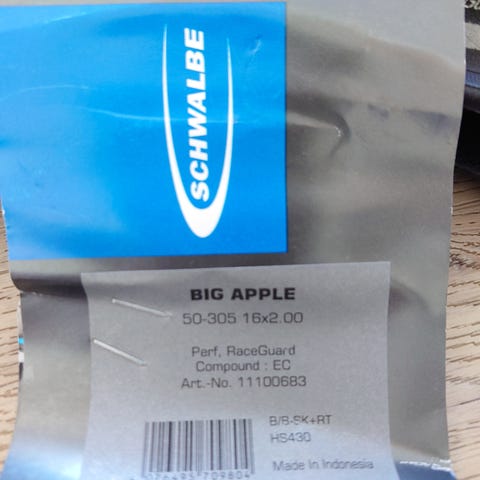 SCHWALBE
BIG APPLE
50-305 16x2.00
Perf, RaceGuard
Compound : EC
Art.-No. 11100683
B/B-SK+RT
HS430
Made In Indonesia